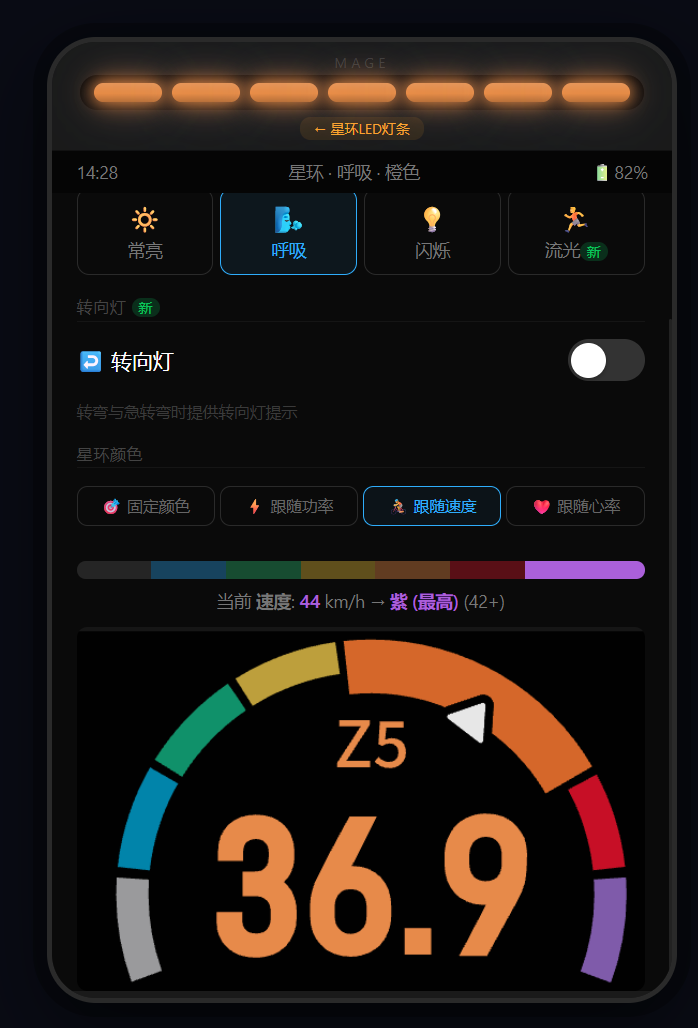 MAGE
← 星环LED灯条
14:28 星环 · 呼吸 · 橙色 82%
常亮 呼吸 闪烁 流光 新
转向灯 新
转向灯
转弯与急转弯时提供转向灯提示
星环颜色
固定颜色 跟随功率 跟随速度 跟随心率
当前 速度: 44 km/h → 紫 (最高) (42+)
Z5
36.9